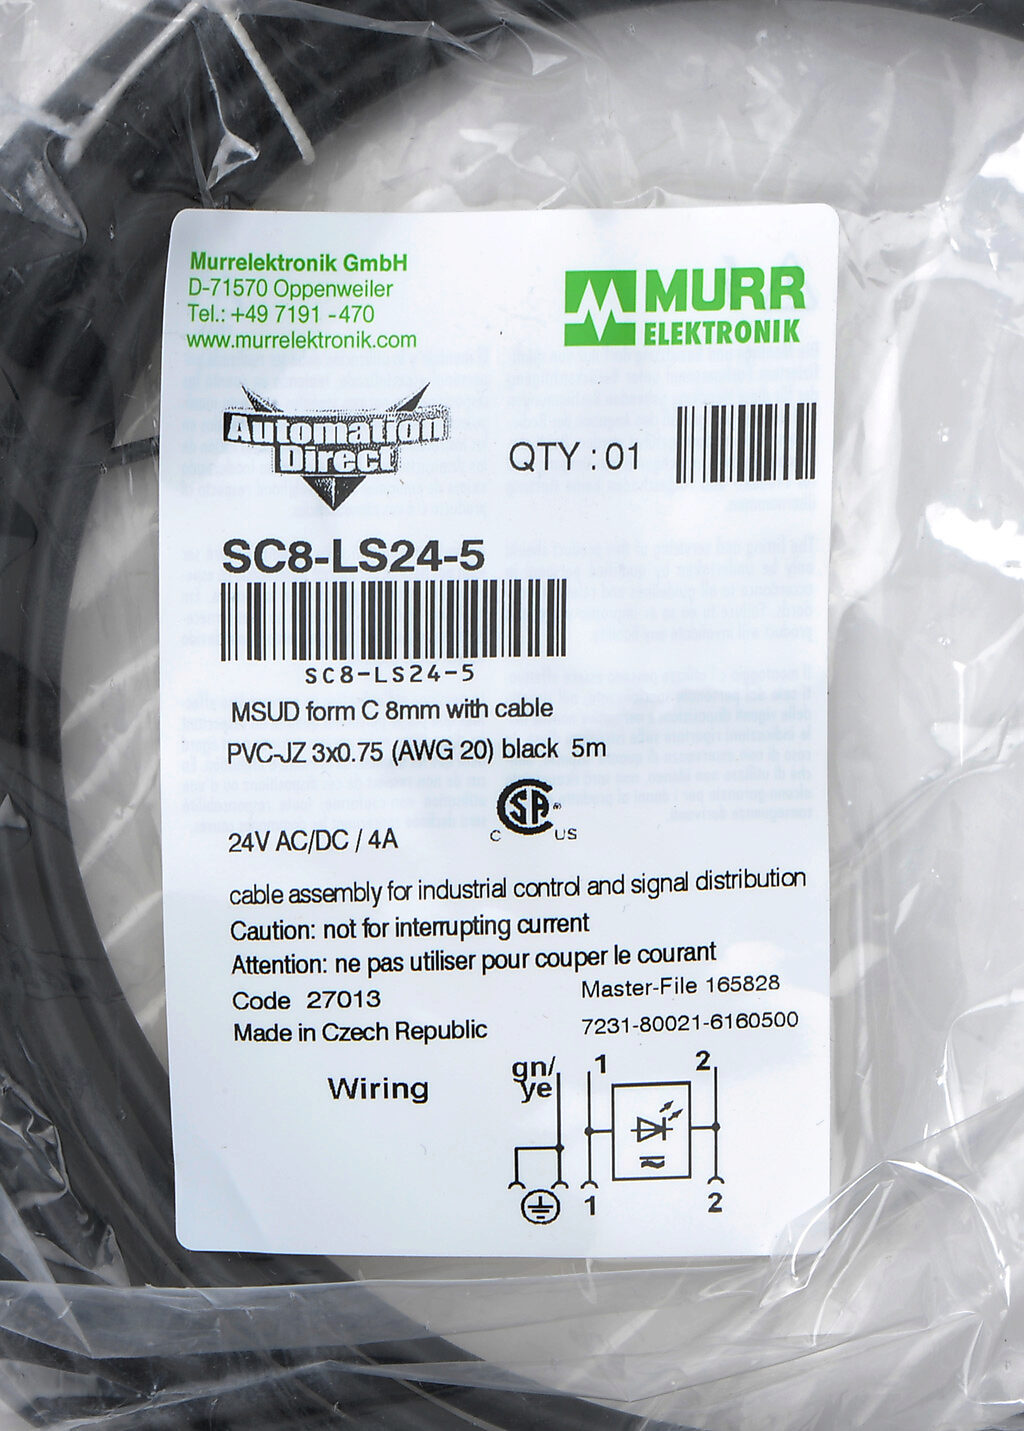 Murrelektronik GmbH
D-71570 Oppenweiler
Tel.: +49 7191 -470
www.murrelektronik.com
MURR
ELEKTRONIK
Automation
Direct
QTY : 01
SC8-LS24-5
SC8-LS24-5
MSUD form C 8mm with cable
PVC-JZ 3x0.75 (AWG 20) black 5m
24V AC/DC / 4A
C SA US
cable assembly for industrial control and signal distribution
Caution: not for interrupting current
Attention: ne pas utiliser pour couper le courant
Code 27013
Master-File 165828
Made in Czech Republic
7231-80021-6160500
Wiring
gn/
ye
1 2
1 2